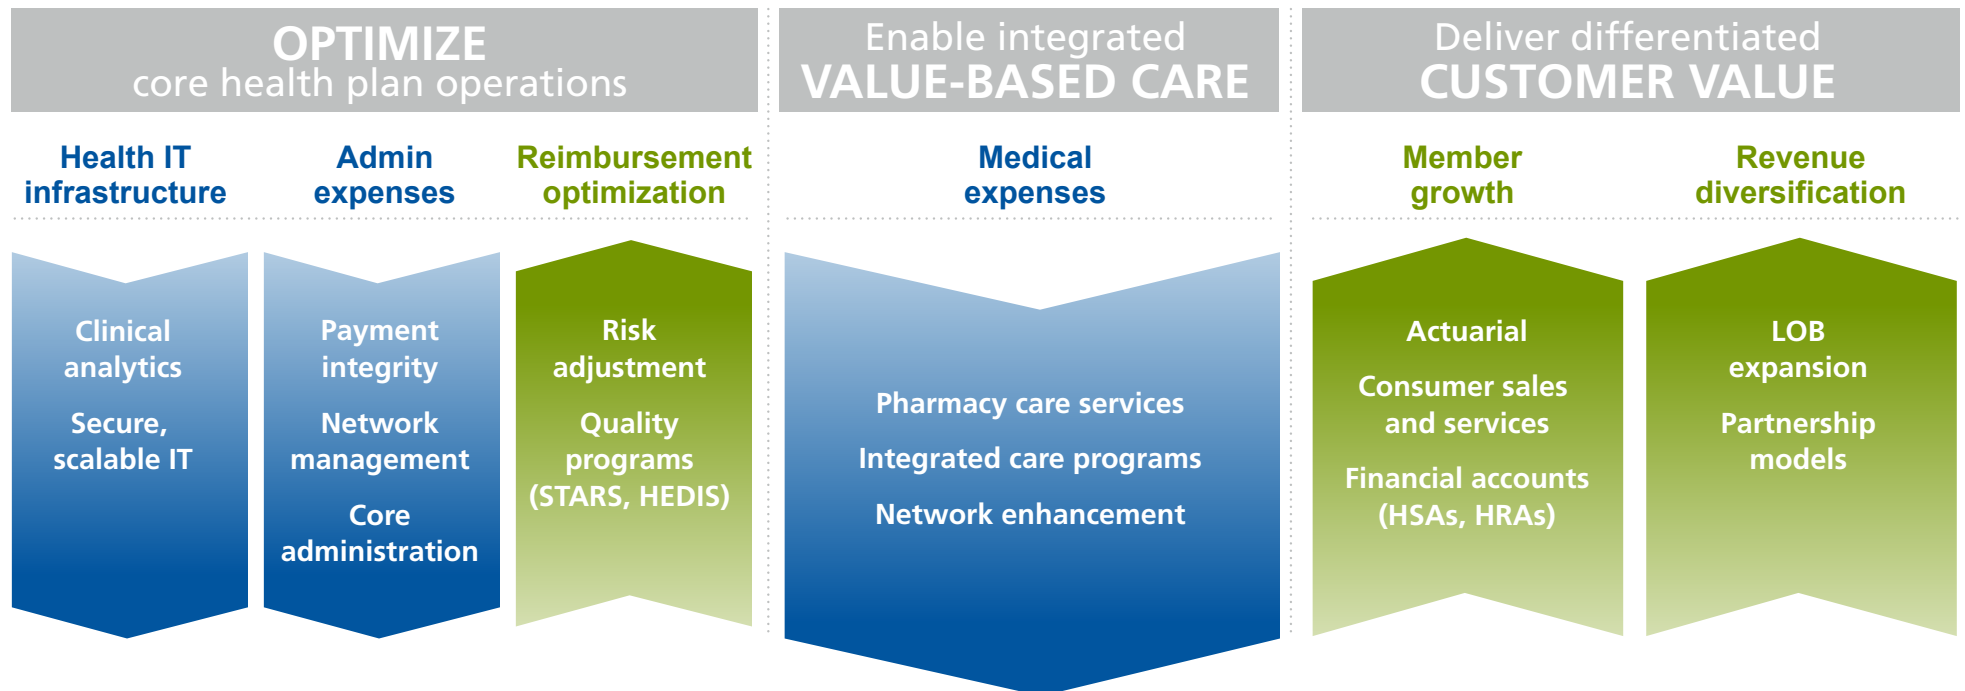 OPTIMIZE
core health plan operations
Health IT
infrastructure
Clinical
analytics
Secure,
scalable IT
Admin
expenses
Payment
integrity
Network
management
Core
administration
Reimbursement
optimization
Risk
adjustment
Quality
programs
(STARS, HEDIS)
Enable integrated
VALUE-BASED CARE
Medical
expenses
Pharmacy care services
Integrated care programs
Network enhancement
Deliver differentiated
CUSTOMER VALUE
Member
growth
Actuarial
Consumer sales
and services
Financial accounts
(HSAs, HRAs)
Revenue
diversification
LOB
expansion
Partnership
models